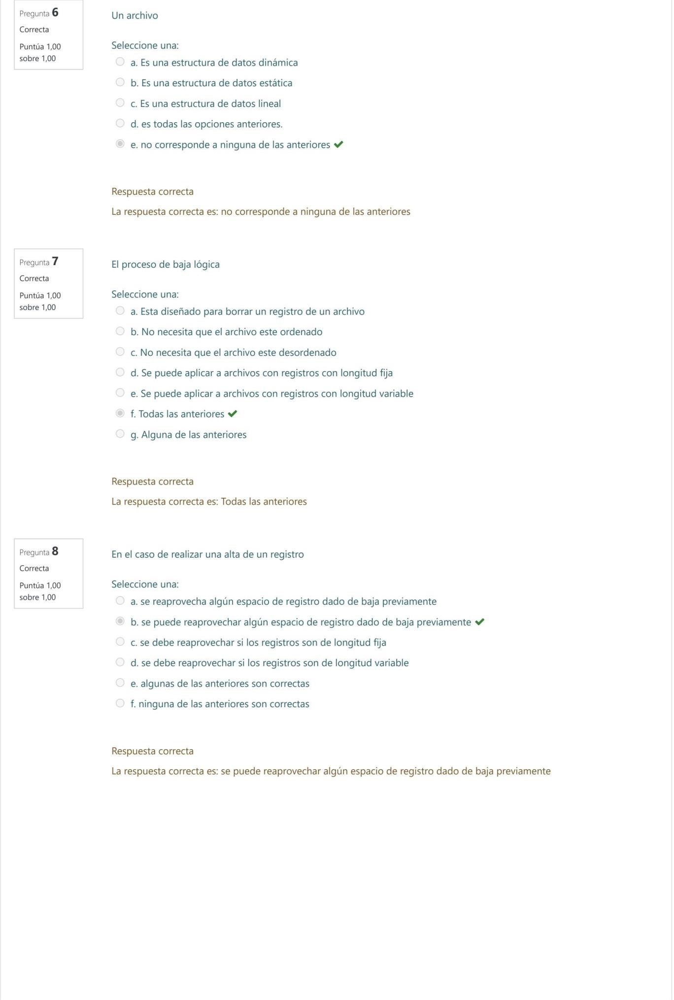 Pregunta 6
Correcta
Puntúa 1,00
sobre 1,00
Un archivo
Seleccione una:
a. Es una estructura de datos dinámica
b. Es una estructura de datos estática
c. Es una estructura de datos lineal
d. es todas las opciones anteriores.
e. no corresponde a ninguna de las anteriores
Respuesta correcta
La respuesta correcta es: no corresponde a ninguna de las anteriores
Pregunta 7
Correcta
Puntúa 1,00
sobre 1,00
El proceso de baja lógica
Seleccione una:
a. Esta diseñado para borrar un registro de un archivo
b. No necesita que el archivo este ordenado
c. No necesita que el archivo este desordenado
d. Se puede aplicar a archivos con registros con longitud fija
e. Se puede aplicar a archivos con registros con longitud variable
f. Todas las anteriores
g. Alguna de las anteriores
Respuesta correcta
La respuesta correcta es: Todas las anteriores
Pregunta 8
Correcta
Puntúa 1,00
sobre 1,00
En el caso de realizar una alta de un registro
Seleccione una:
a. se reaprovecha algún espacio de registro dado de baja previamente
b. se puede reaprovechar algún espacio de registro dado de baja previamente
c. se debe reaprovechar si los registros son de longitud fija
d. se debe reaprovechar si los registros son de longitud variable
e. algunas de las anteriores son correctas
f. ninguna de las anteriores son correctas
Respuesta correcta
La respuesta correcta es: se puede reaprovechar algún espacio de registro dado de baja previamente